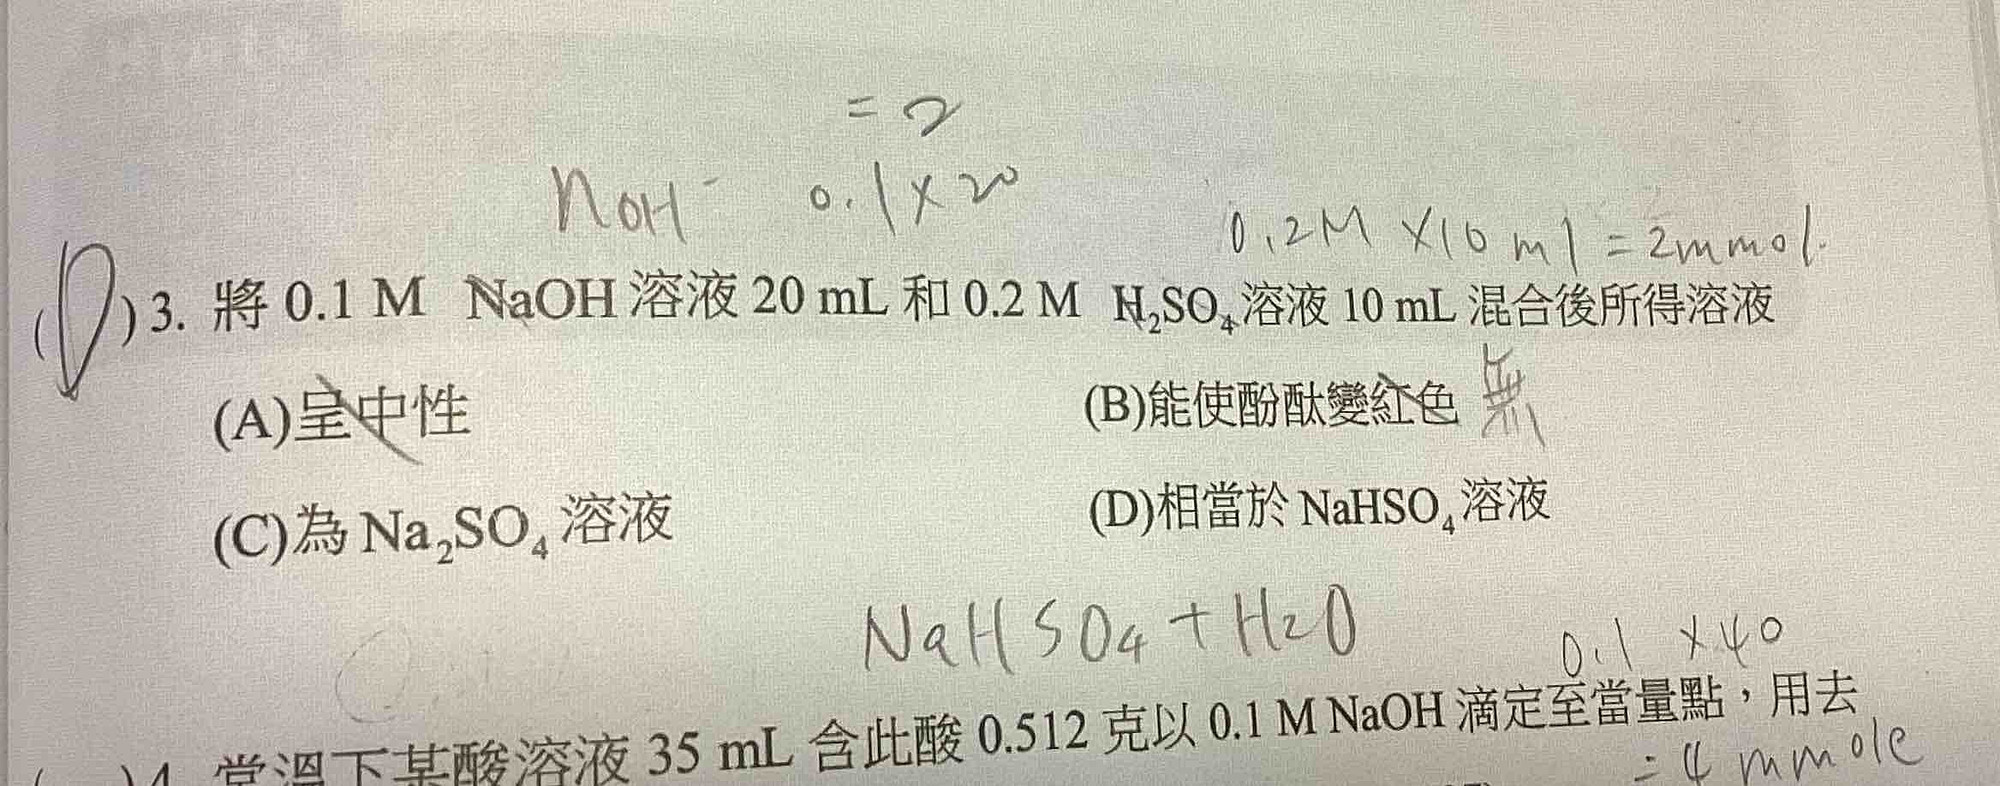 = 2
nOH⁻ 0.1×20
0.2M ×10 ml = 2mmol.
(D)3. 將 0.1 M NaOH 溶液 20 mL 和 0.2 M H₂SO₄ 溶液 10 mL 混合後所得溶液
(A)呈中性 (B)能使酚酞變紅色 無
(C)為 Na₂SO₄ 溶液 (D)相當於 NaHSO₄ 溶液
NaHSO₄ + H₂O
0.1 ×40
( )4. 常溫下某酸溶液 35 mL 含此酸 0.512 克以 0.1 M NaOH 滴定至當量點，用去
= 4 mmole